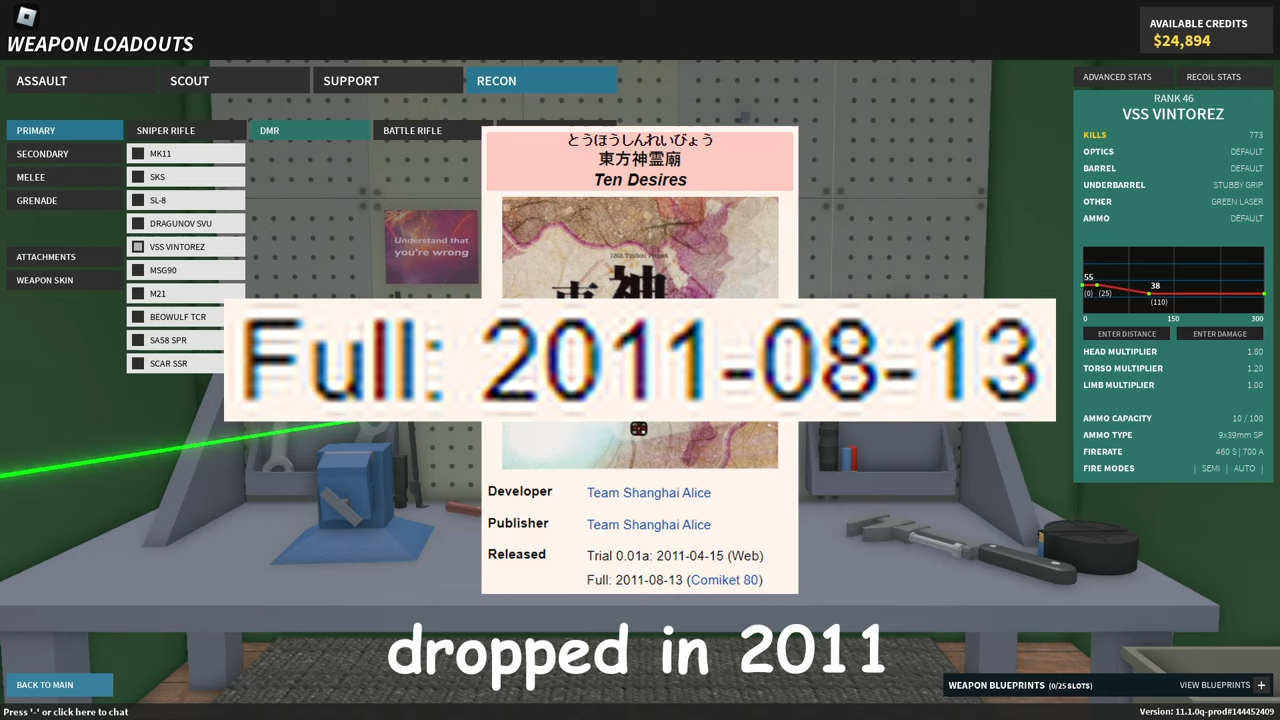 WEAPON LOADOUTS
AVAILABLE CREDITS
$24,894
ASSAULT
SCOUT
SUPPORT
RECON
PRIMARY
SECONDARY
MELEE
GRENADE
ATTACHMENTS
WEAPON SKIN
SNIPER RIFLE
DMR
BATTLE RIFLE
MK11
SKS
SL-8
DRAGUNOV SVU
VSS VINTOREZ
MSG90
M21
BEOWULF TCR
SA58 SPR
SCAR SSR
Understand that
you're wrong
とうほうしんれいびょう
東方神霊廟
Ten Desires
神
Full: 2011-08-13
Developer
Team Shanghai Alice
Publisher
Team Shanghai Alice
Released
Trial 0.01a: 2011-04-15 (Web)
Full: 2011-08-13 (Comiket 80)
dropped in 2011
ADVANCED STATS
RECOIL STATS
RANK 46
VSS VINTOREZ
KILLS 773
OPTICS DEFAULT
BARREL DEFAULT
UNDERBARREL STUBBY GRIP
OTHER GREEN LASER
AMMO DEFAULT
55
(0) (25)
38
(110)
0 150 300
ENTER DISTANCE
ENTER DAMAGE
HEAD MULTIPLIER 1.80
TORSO MULTIPLIER 1.20
LIMB MULTIPLIER 1.00
AMMO CAPACITY 10 / 100
AMMO TYPE 9x39mm SP
FIRERATE 460 S | 700 A
FIRE MODES | SEMI | AUTO |
BACK TO MAIN
WEAPON BLUEPRINTS (0/25 SLOTS)
VIEW BLUEPRINTS +
Press '-' or click here to chat
Version: 11.1.0q-prod#144452409